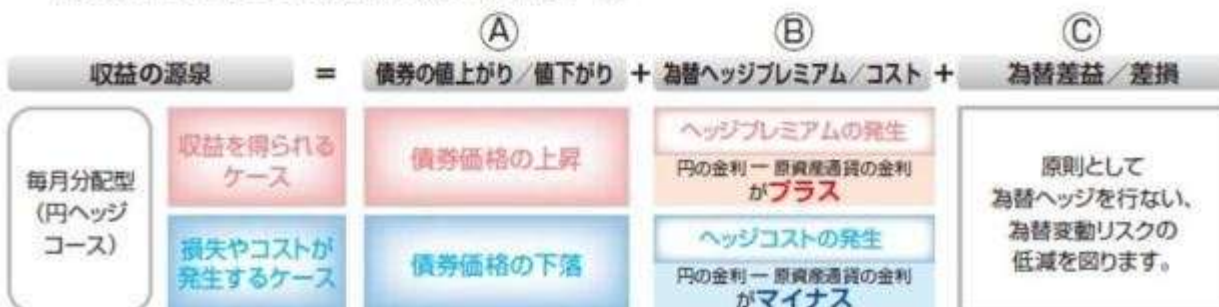 Ⓐ Ⓑ Ⓒ
収益の源泉 = 債券の値上がり/値下がり + 為替ヘッジプレミアム/コスト + 為替差益/差損
毎月分配型
(円ヘッジ
コース)
収益を得られる
ケース
債券価格の上昇
ヘッジプレミアムの発生
円の金利 ー 原資産通貨の金利
がプラス
損失やコストが
発生するケース
債券価格の下落
ヘッジコストの発生
円の金利 ー 原資産通貨の金利
がマイナス
原則として
為替ヘッジを行ない、
為替変動リスクの
低減を図ります。